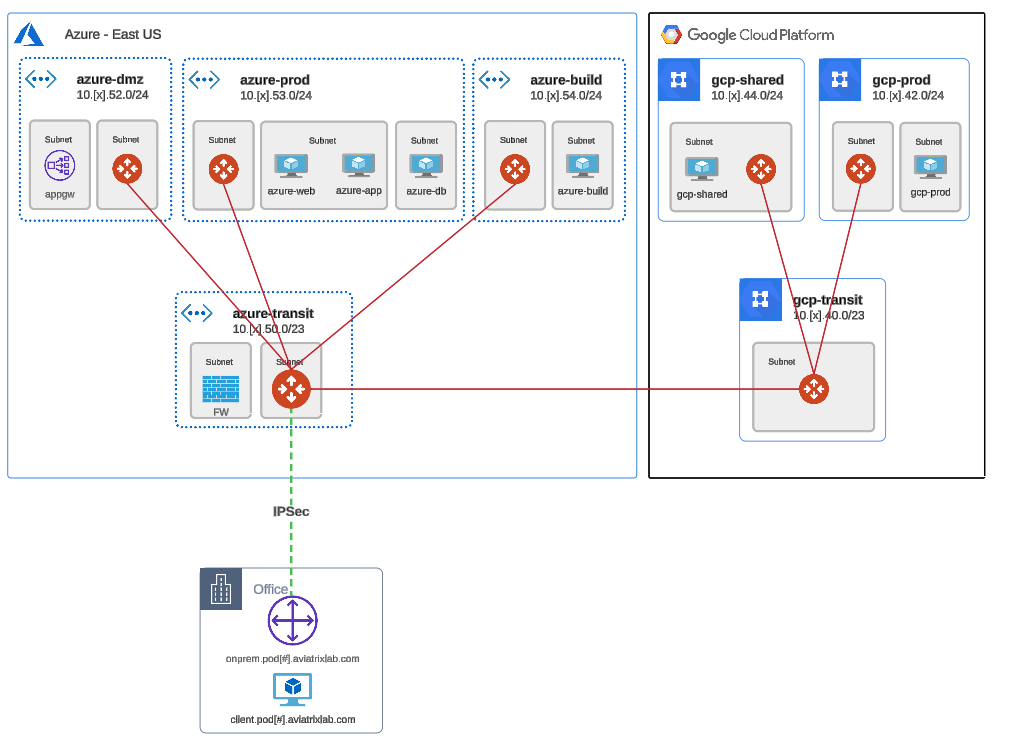 Azure - East US
azure-dmz
10.[x].52.0/24
Subnet
appgw
Subnet
azure-prod
10.[x].53.0/24
Subnet
Subnet
azure-web
azure-app
Subnet
azure-db
azure-build
10.[x].54.0/24
Subnet
Subnet
azure-build
azure-transit
10.[x].50.0/23
Subnet
FW
Subnet
Google Cloud Platform
gcp-shared
10.[x].44.0/24
Subnet
gcp-shared
gcp-prod
10.[x].42.0/24
Subnet
Subnet
gcp-prod
gcp-transit
10.[x].40.0/23
Subnet
IPSec
Office
onprem.pod[#].aviatrixlab.com
client.pod[#].aviatrixlab.com